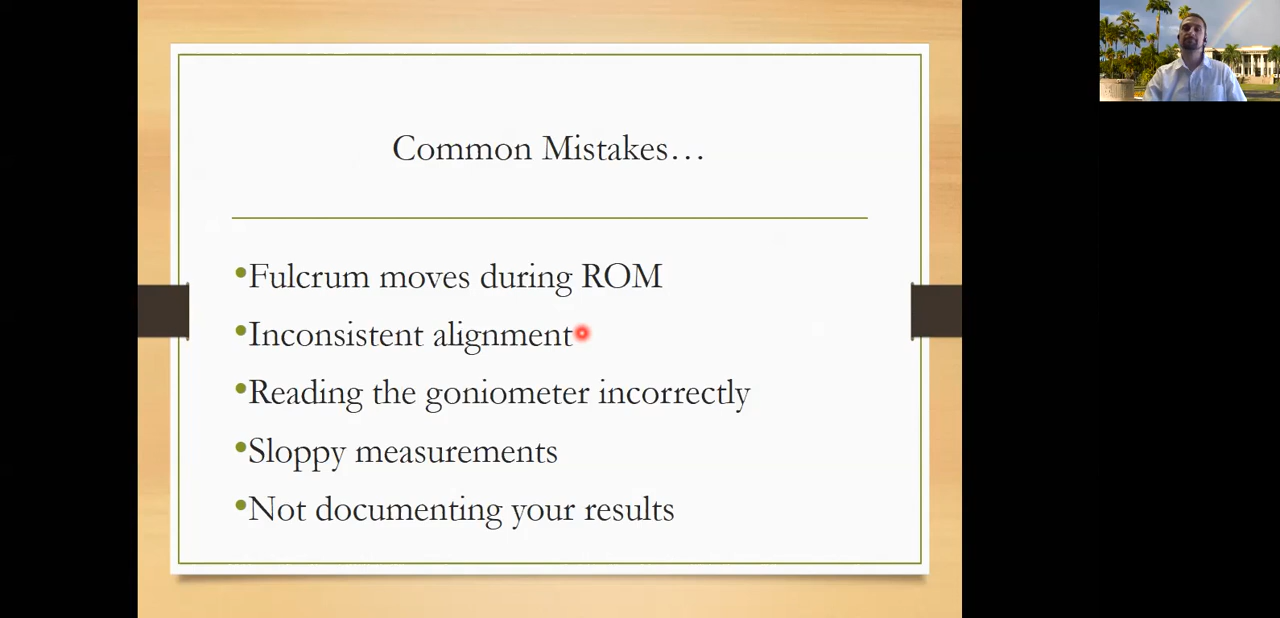 Common Mistakes…
•Fulcrum moves during ROM
•Inconsistent alignment
•Reading the goniometer incorrectly
•Sloppy measurements
•Not documenting your results